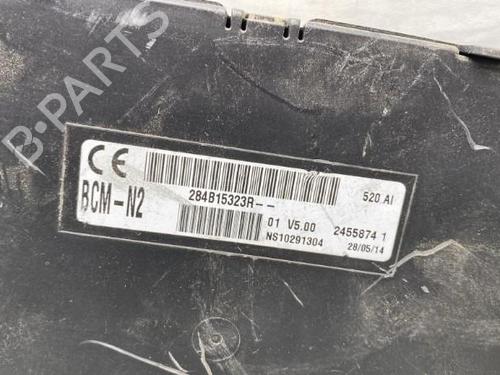 B-PARTS
CE
520 AI
BCM-N2
284B15323R--
01 V5.00
2455874 1
NS10291304
28/05/14